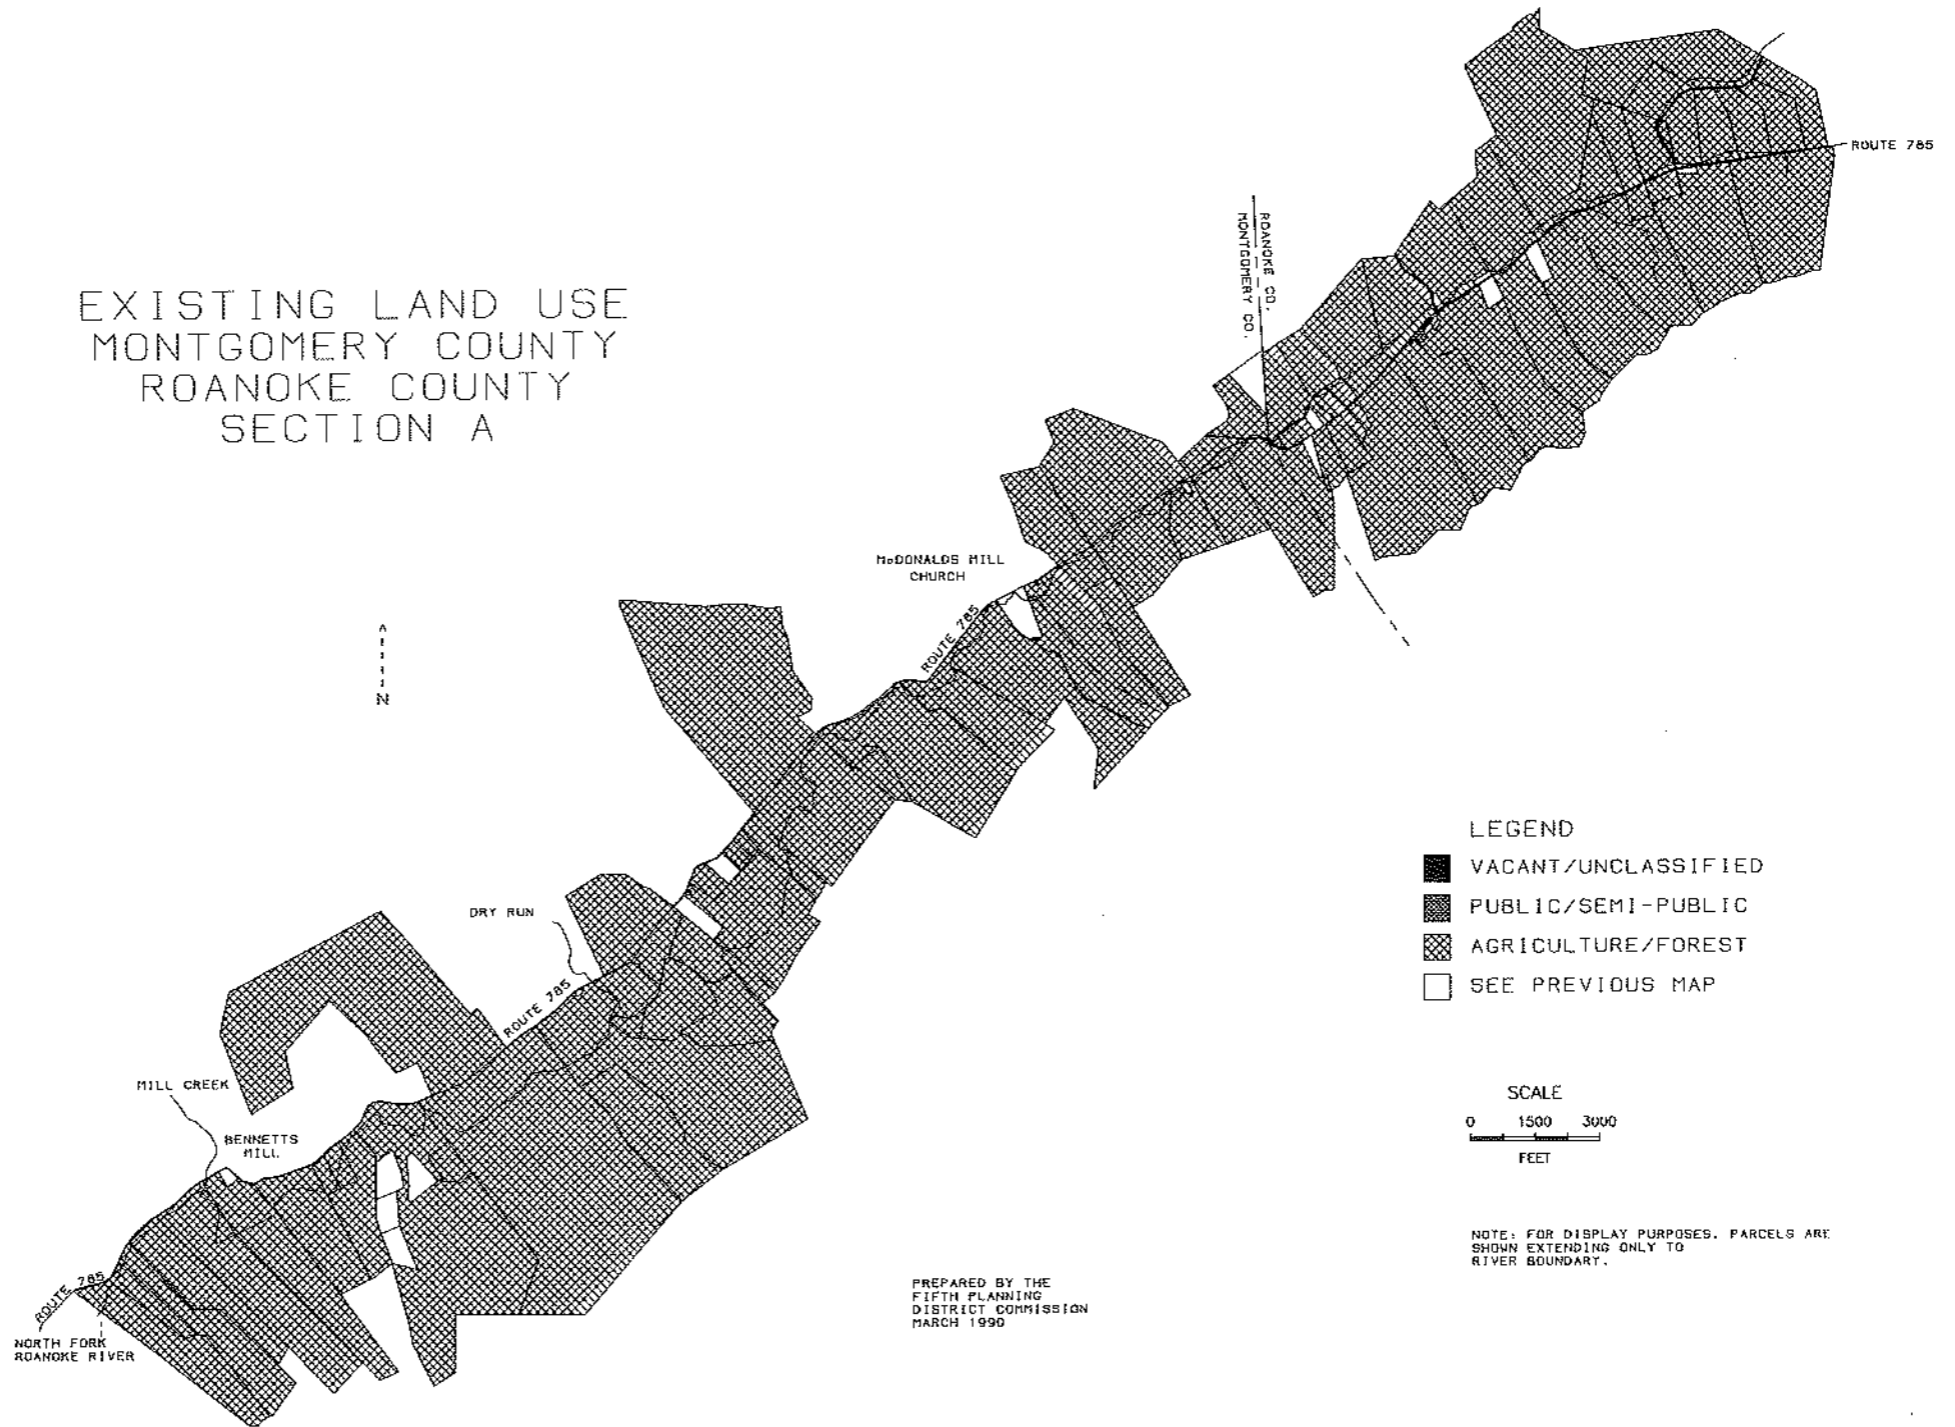 EXISTING LAND USE
MONTGOMERY COUNTY
ROANOKE COUNTY
SECTION A
ROUTE 785
ROANOKE CO.
MONTGOMERY CO.
McDONALDS MILL
CHURCH
ROUTE 785
N
DRY RUN
ROUTE 785
MILL CREEK
BENNETTS
MILL
ROUTE 785
NORTH FORK
ROANOKE RIVER
LEGEND
VACANT/UNCLASSIFIED
PUBLIC/SEMI-PUBLIC
AGRICULTURE/FOREST
SEE PREVIOUS MAP
SCALE
0 1500 3000
FEET
NOTE: FOR DISPLAY PURPOSES, PARCELS ARE
SHOWN EXTENDING ONLY TO
RIVER BOUNDARY.
PREPARED BY THE
FIFTH PLANNING
DISTRICT COMMISSION
MARCH 1990